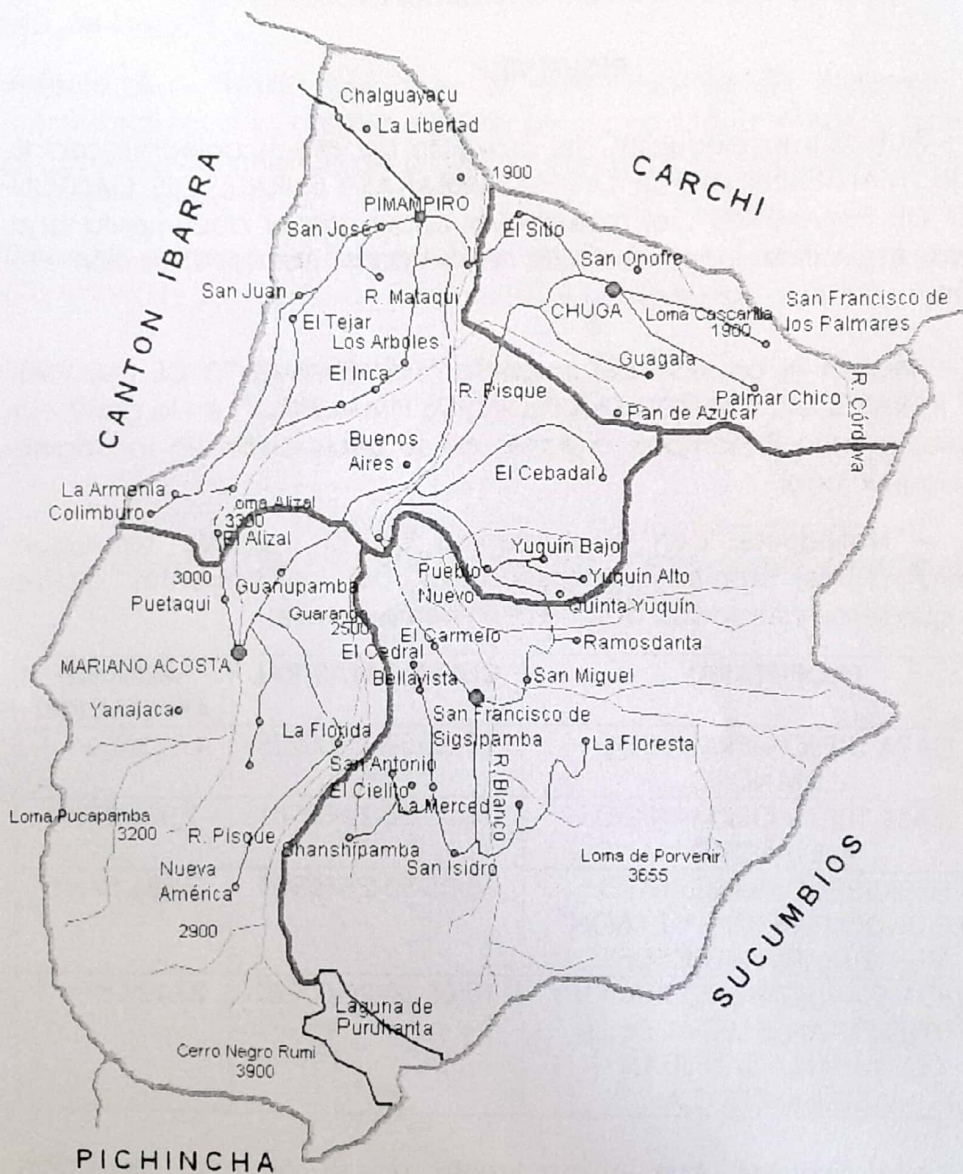 Chalguayacu
La Libertad
1900
PIMAMPIRO
CARCHI
CANTON IBARRA
San José
El Sitio
San Onofre
San Juan
R. Mataqui
CHUGA
Loma Cascarilla
1900
San Francisco de
los Palmares
El Tejar
Los Arboles
El Inca
Guagala
R. Pisque
Palmar Chico
R. Córdova
Pan de Azucar
Buenos
Aires
El Cebadal
La Armenia
Colimburo
oma Alizal
3300
El Alizal
3000
Guanupamba
Yuquín Bajo
Pueblo
Nuevo
Yuquín Alto
Puetaqui
Quinta Yuquín
Guaranga
2500
El Carmelo
Ramosdanta
El Cedral
MARIANO ACOSTA
Bellavista
San Miguel
Yanajaca
San Francisco de
Sigsipamba
La Florida
La Floresta
San Antonio
El Cielito
R. Blanco
La Merced
Loma Pucapamba
3200
R. Pisque
Shanshipamba
San Isidro
Loma de Porvenir
3655
Nueva
América
2900
SUCUMBIOS
Laguna de
Puruhanta
Cerro Negro Rumi
3900
PICHINCHA